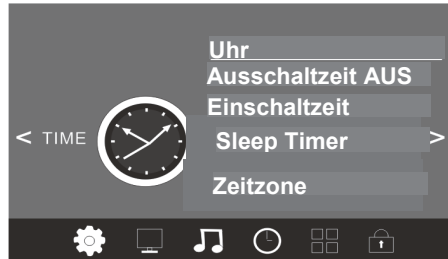 Uhr
Ausschaltzeit AUS
Einschaltzeit
< TIME >
Sleep Timer
Zeitzone